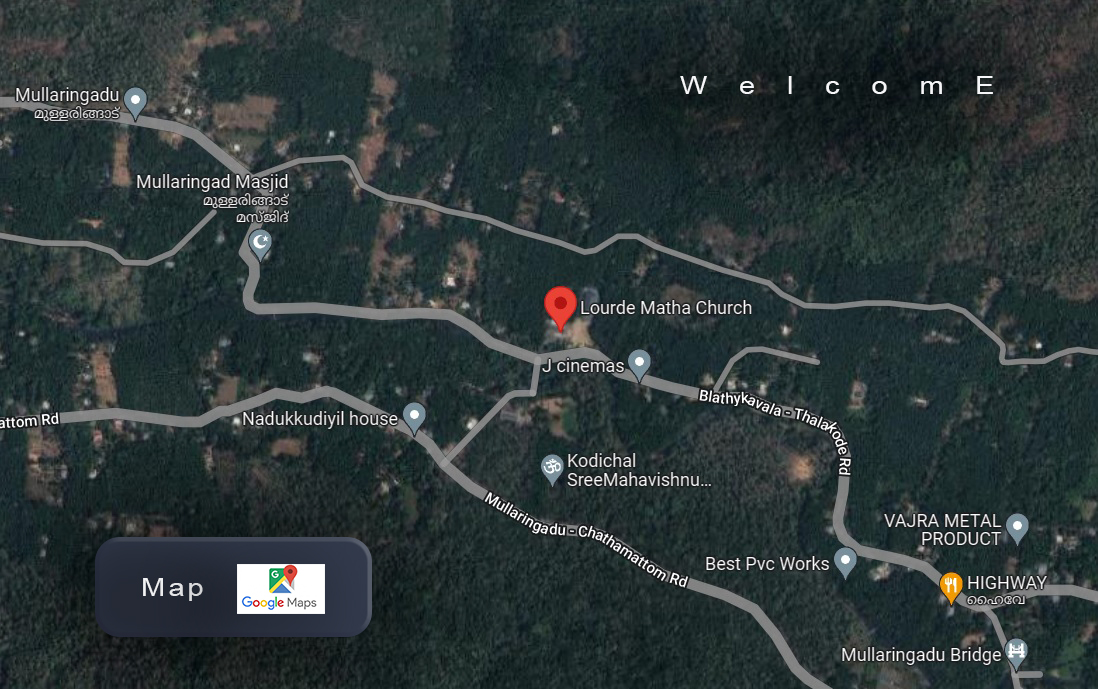 W e l c o m E
Mullaringadu
മുള്ളരിങ്ങാട്
Mullaringad Masjid
മുള്ളരിങ്ങാട്
മസ്ജിദ്
Lourde Matha Church
J cinemas
Blathykavala - Thalakode Rd
attom Rd
Nadukkudiyil house
Kodichal
SreeMahavishnu...
Mullaringadu - Chathamattom Rd
VAJRA METAL
PRODUCT
Best Pvc Works
HIGHWAY
ഹൈവേ
Map
G
Google Maps
Mullaringadu Bridge